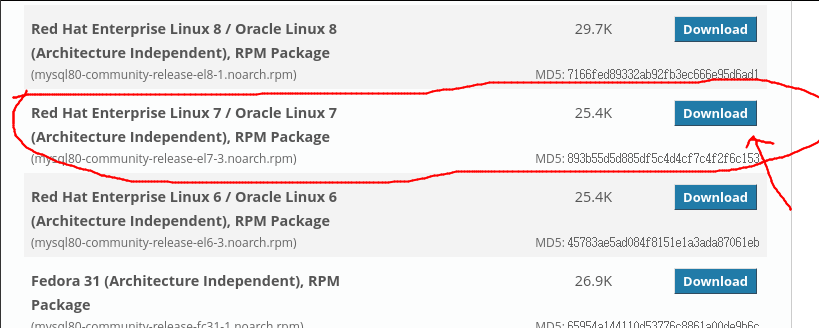 Red Hat Enterprise Linux 8 / Oracle Linux 8 29.7K Download
(Architecture Independent), RPM Package
(mysql80-community-release-el8-1.noarch.rpm) MD5: 7166fed89332ab92fb3ec666e95d6ad1
Red Hat Enterprise Linux 7 / Oracle Linux 7 25.4K Download
(Architecture Independent), RPM Package
(mysql80-community-release-el7-3.noarch.rpm) MD5: 893b55d5d885df5c4d4cf7c4f2f6c153
Red Hat Enterprise Linux 6 / Oracle Linux 6 25.4K Download
(Architecture Independent), RPM Package
(mysql80-community-release-el6-3.noarch.rpm) MD5: 45783ae5ad084f8151e1a3ada87061eb
Fedora 31 (Architecture Independent), RPM 26.9K Download
Package
(mysql80-community-release-fc31-1.noarch.rpm) MD5: